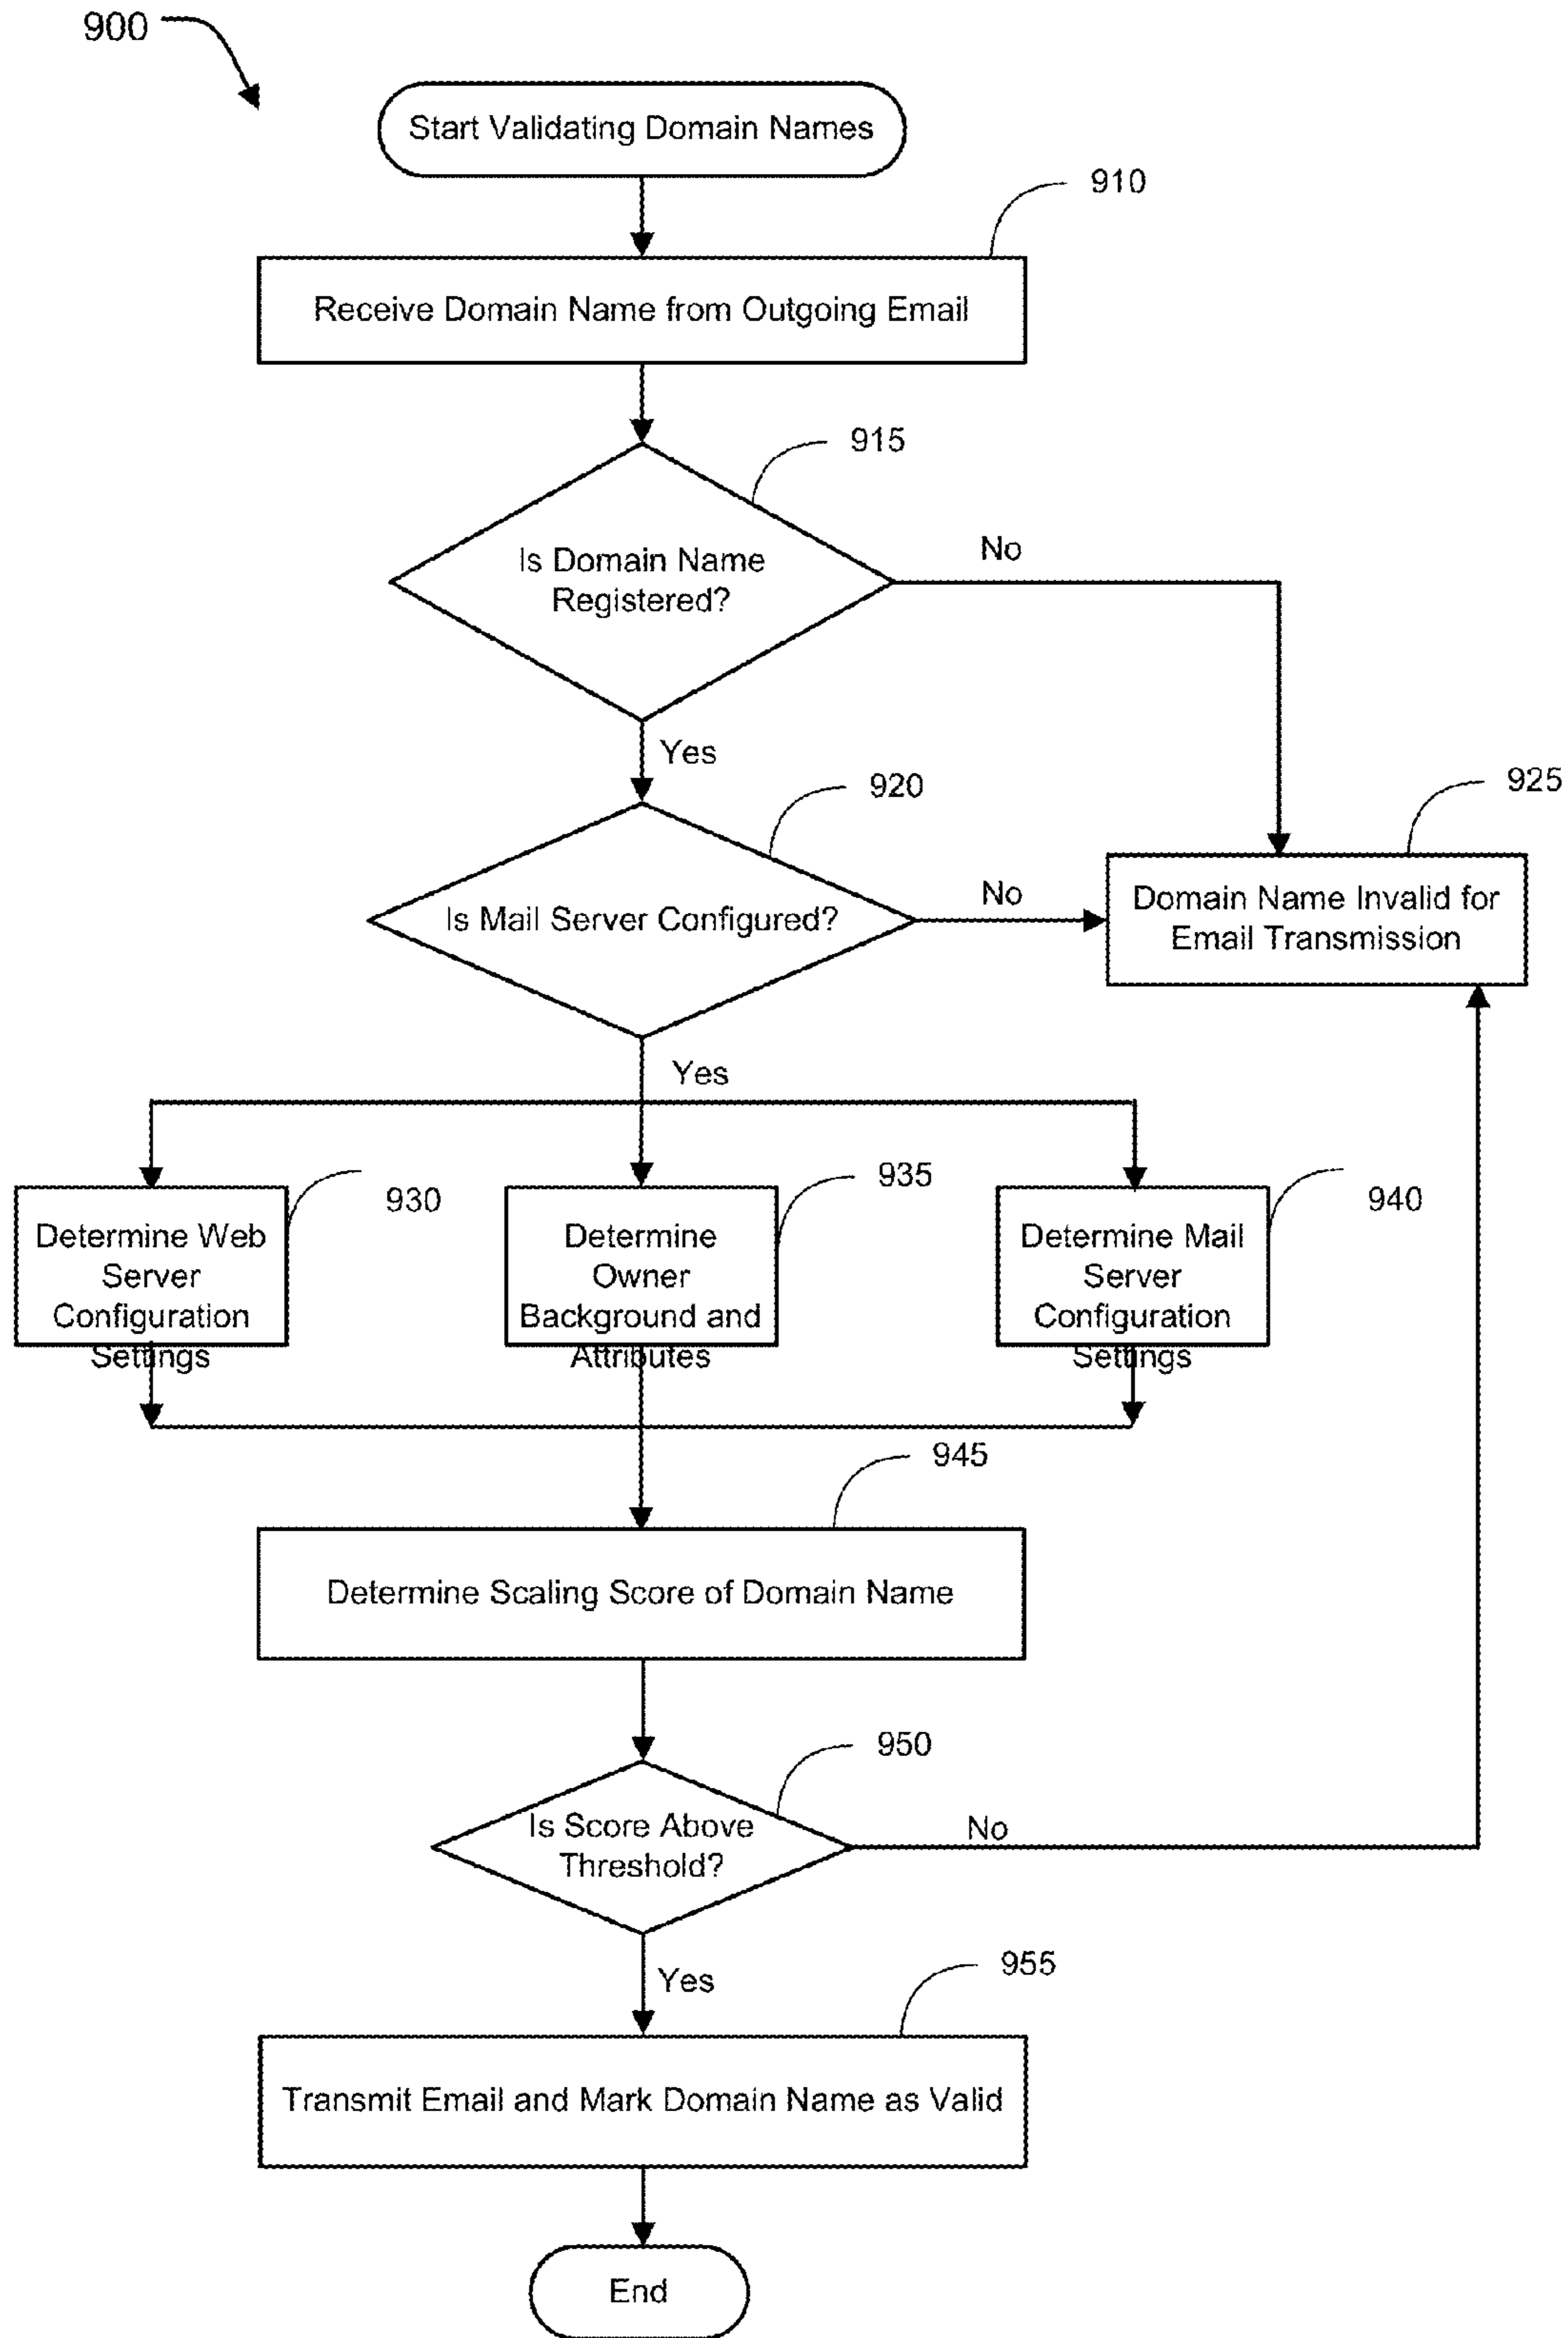 900
Start Validating Domain Names
910
Receive Domain Name from Outgoing Email
915
Is Domain Name
Registered?
No
Yes
920
925
Is Mail Server Configured?
No
Domain Name Invalid for
Email Transmission
Yes
930
Determine Web
Server
Configuration
Settings
935
Determine
Owner
Background and
Attributes
940
Determine Mail
Server
Configuration
Settings
945
Determine Scaling Score of Domain Name
950
Is Score Above
Threshold?
No
Yes
955
Transmit Email and Mark Domain Name as Valid
End